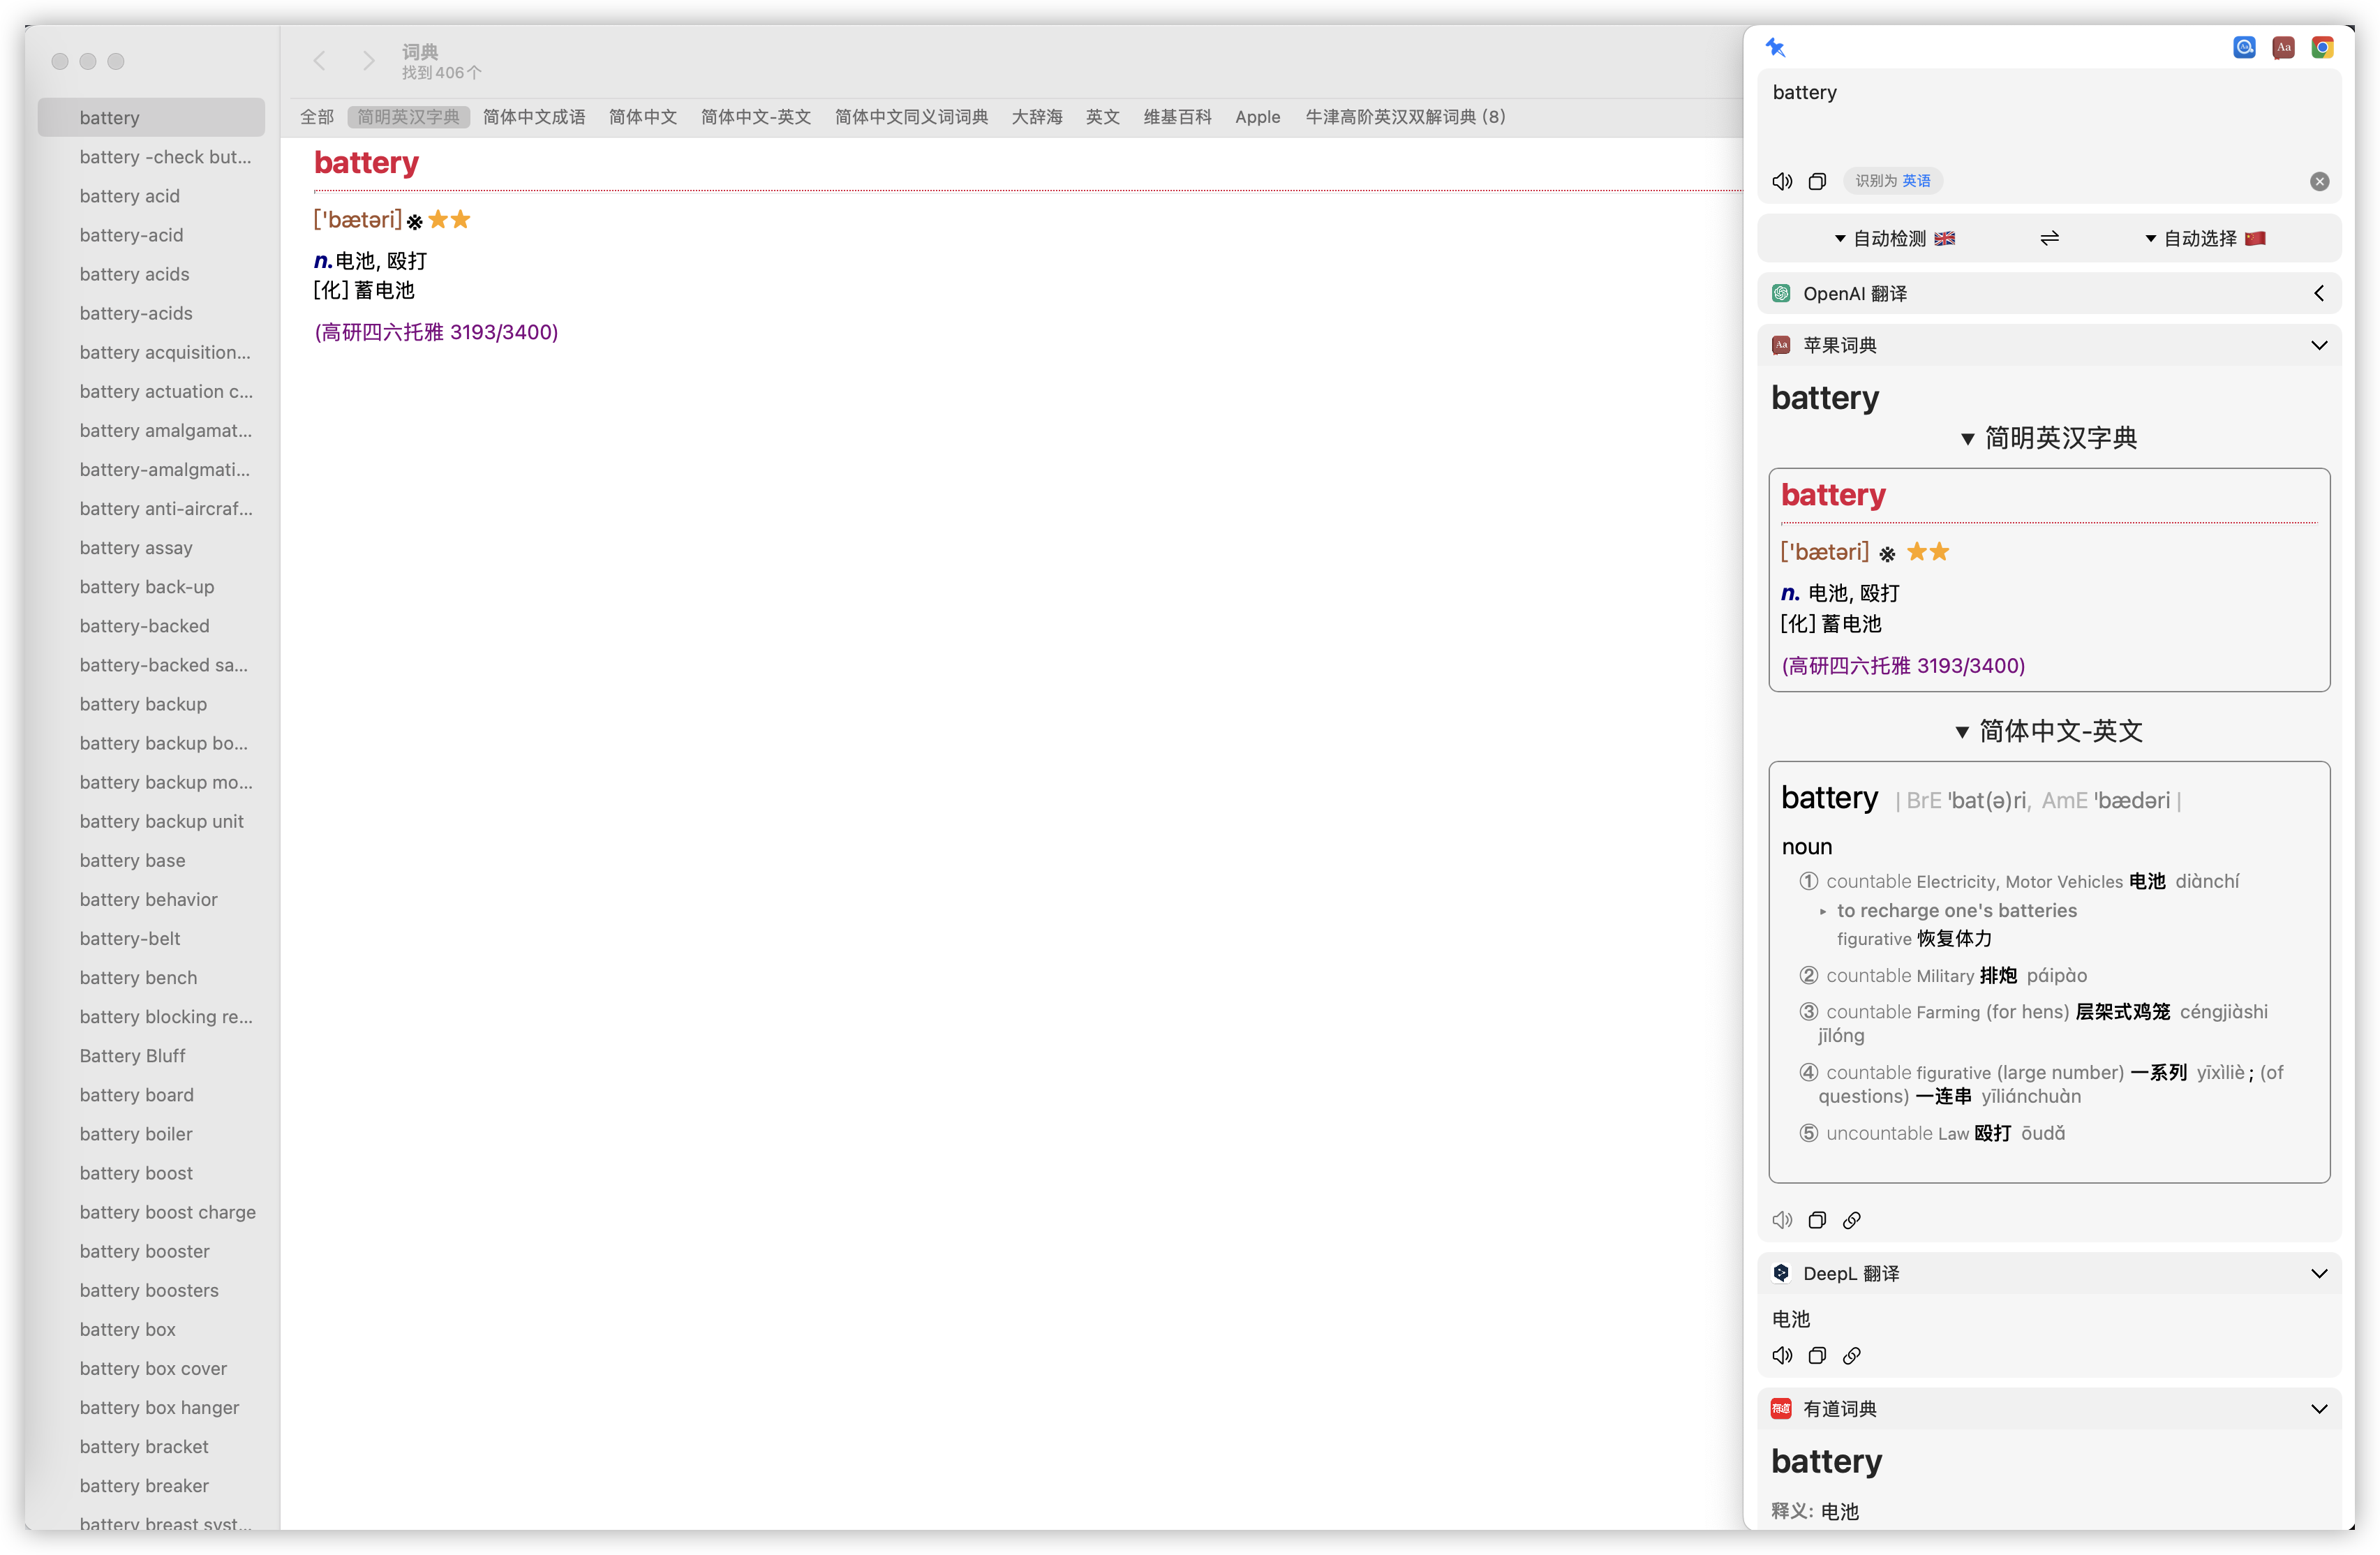 词典
找到 406 个
全部 简明英汉字典 简体中文成语 简体中文 简体中文-英文 简体中文同义词词典 大辞海 英文 维基百科 Apple 牛津高阶英汉双解词典 (8)
battery
battery -check but...
battery acid
battery-acid
battery acids
battery-acids
battery acquisition...
battery actuation c...
battery amalgamat...
battery-amalgmati...
battery anti-aircraf...
battery assay
battery back-up
battery-backed
battery-backed sa...
battery backup
battery backup bo...
battery backup mo...
battery backup unit
battery base
battery behavior
battery-belt
battery bench
battery blocking re...
Battery Bluff
battery board
battery boiler
battery boost
battery boost charge
battery booster
battery boosters
battery box
battery box cover
battery box hanger
battery bracket
battery breaker
battery breast syst...
battery
['bætəri]※⭐⭐
n.电池, 殴打
[化] 蓄电池
(高研四六托雅 3193/3400)
Aa
battery
识别为 英语
自动检测 🇬🇧 ⇌ 自动选择 🇨🇳
OpenAI 翻译
Aa 苹果词典
battery
▼ 简明英汉字典
battery
['bætəri] ※ ⭐⭐
n. 电池, 殴打
[化] 蓄电池
(高研四六托雅 3193/3400)
▼ 简体中文-英文
battery | BrE 'bat(ə)ri, AmE 'bædəri |
noun
① countable Electricity, Motor Vehicles 电池 diànchí
▸ to recharge one's batteries
figurative 恢复体力
② countable Military 排炮 páipào
③ countable Farming (for hens) 层架式鸡笼 céngjiàshi
jīlóng
④ countable figurative (large number) 一系列 yīxìliè; (of
questions) 一连串 yīliánchuàn
⑤ uncountable Law 殴打 ōudǎ
DeepL 翻译
电池
有道 有道词典
battery
释义: 电池